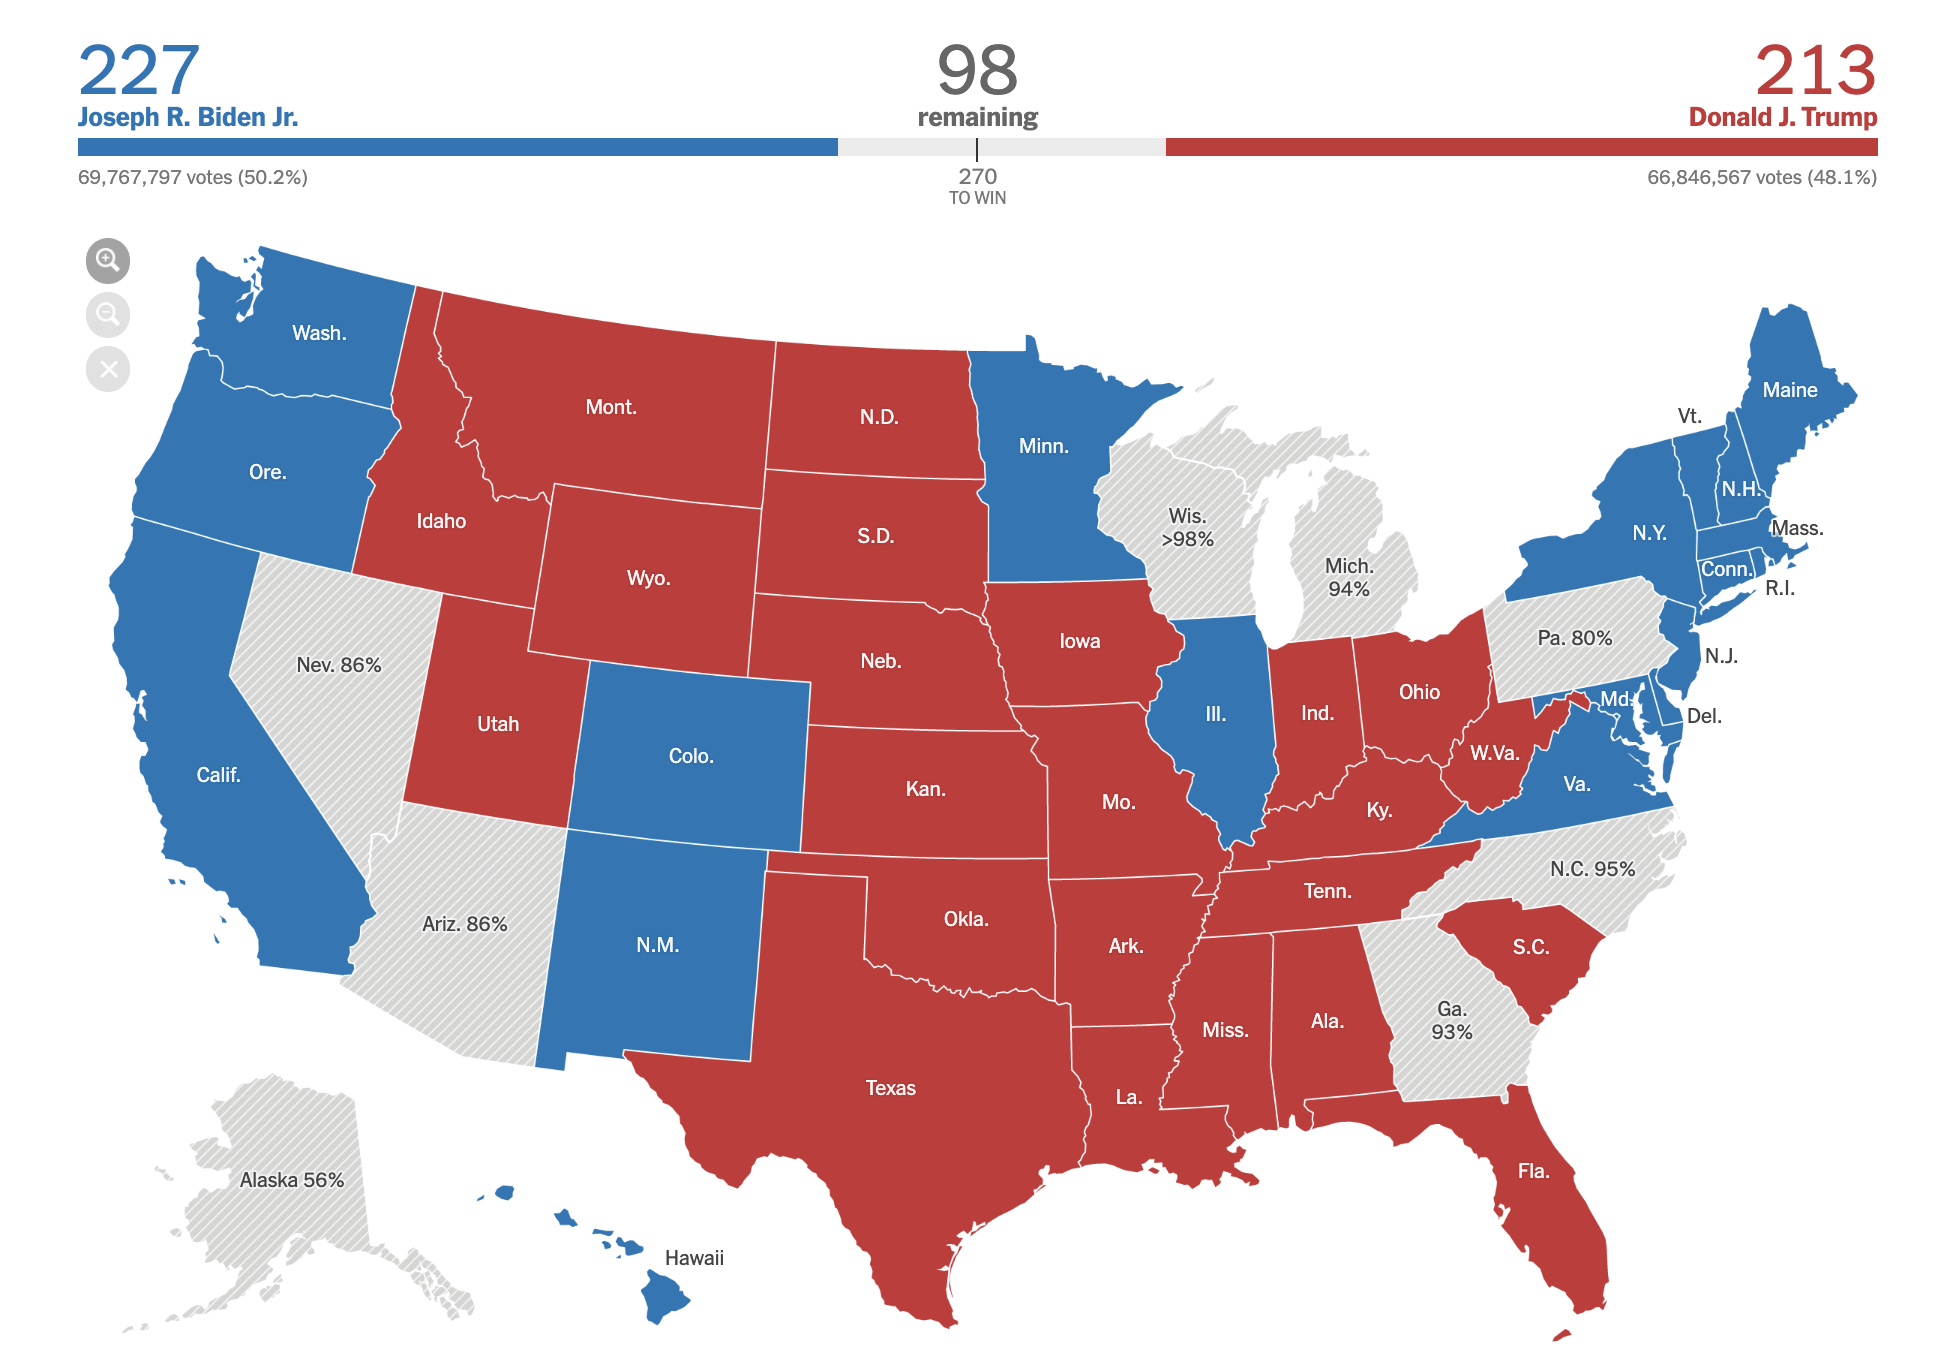 227
98
213
Joseph R. Biden Jr.
remaining
Donald J. Trump
69,767,797 votes (50.2%)
270
TO WIN
66,846,567 votes (48.1%)
Wash.
Ore.
Calif.
Nev. 86%
Idaho
Mont.
Wyo.
Utah
Colo.
Ariz. 86%
N.M.
N.D.
S.D.
Neb.
Kan.
Okla.
Texas
Minn.
Iowa
Mo.
Ark.
La.
Wis.
>98%
Ill.
Mich.
94%
Ind.
Ohio
Ky.
Tenn.
Miss.
Ala.
Ga.
93%
Fla.
S.C.
N.C. 95%
Va.
W.Va.
Pa. 80%
Md.
Del.
N.J.
N.Y.
Conn.
R.I.
Mass.
N.H.
Vt.
Maine
Alaska 56%
Hawaii